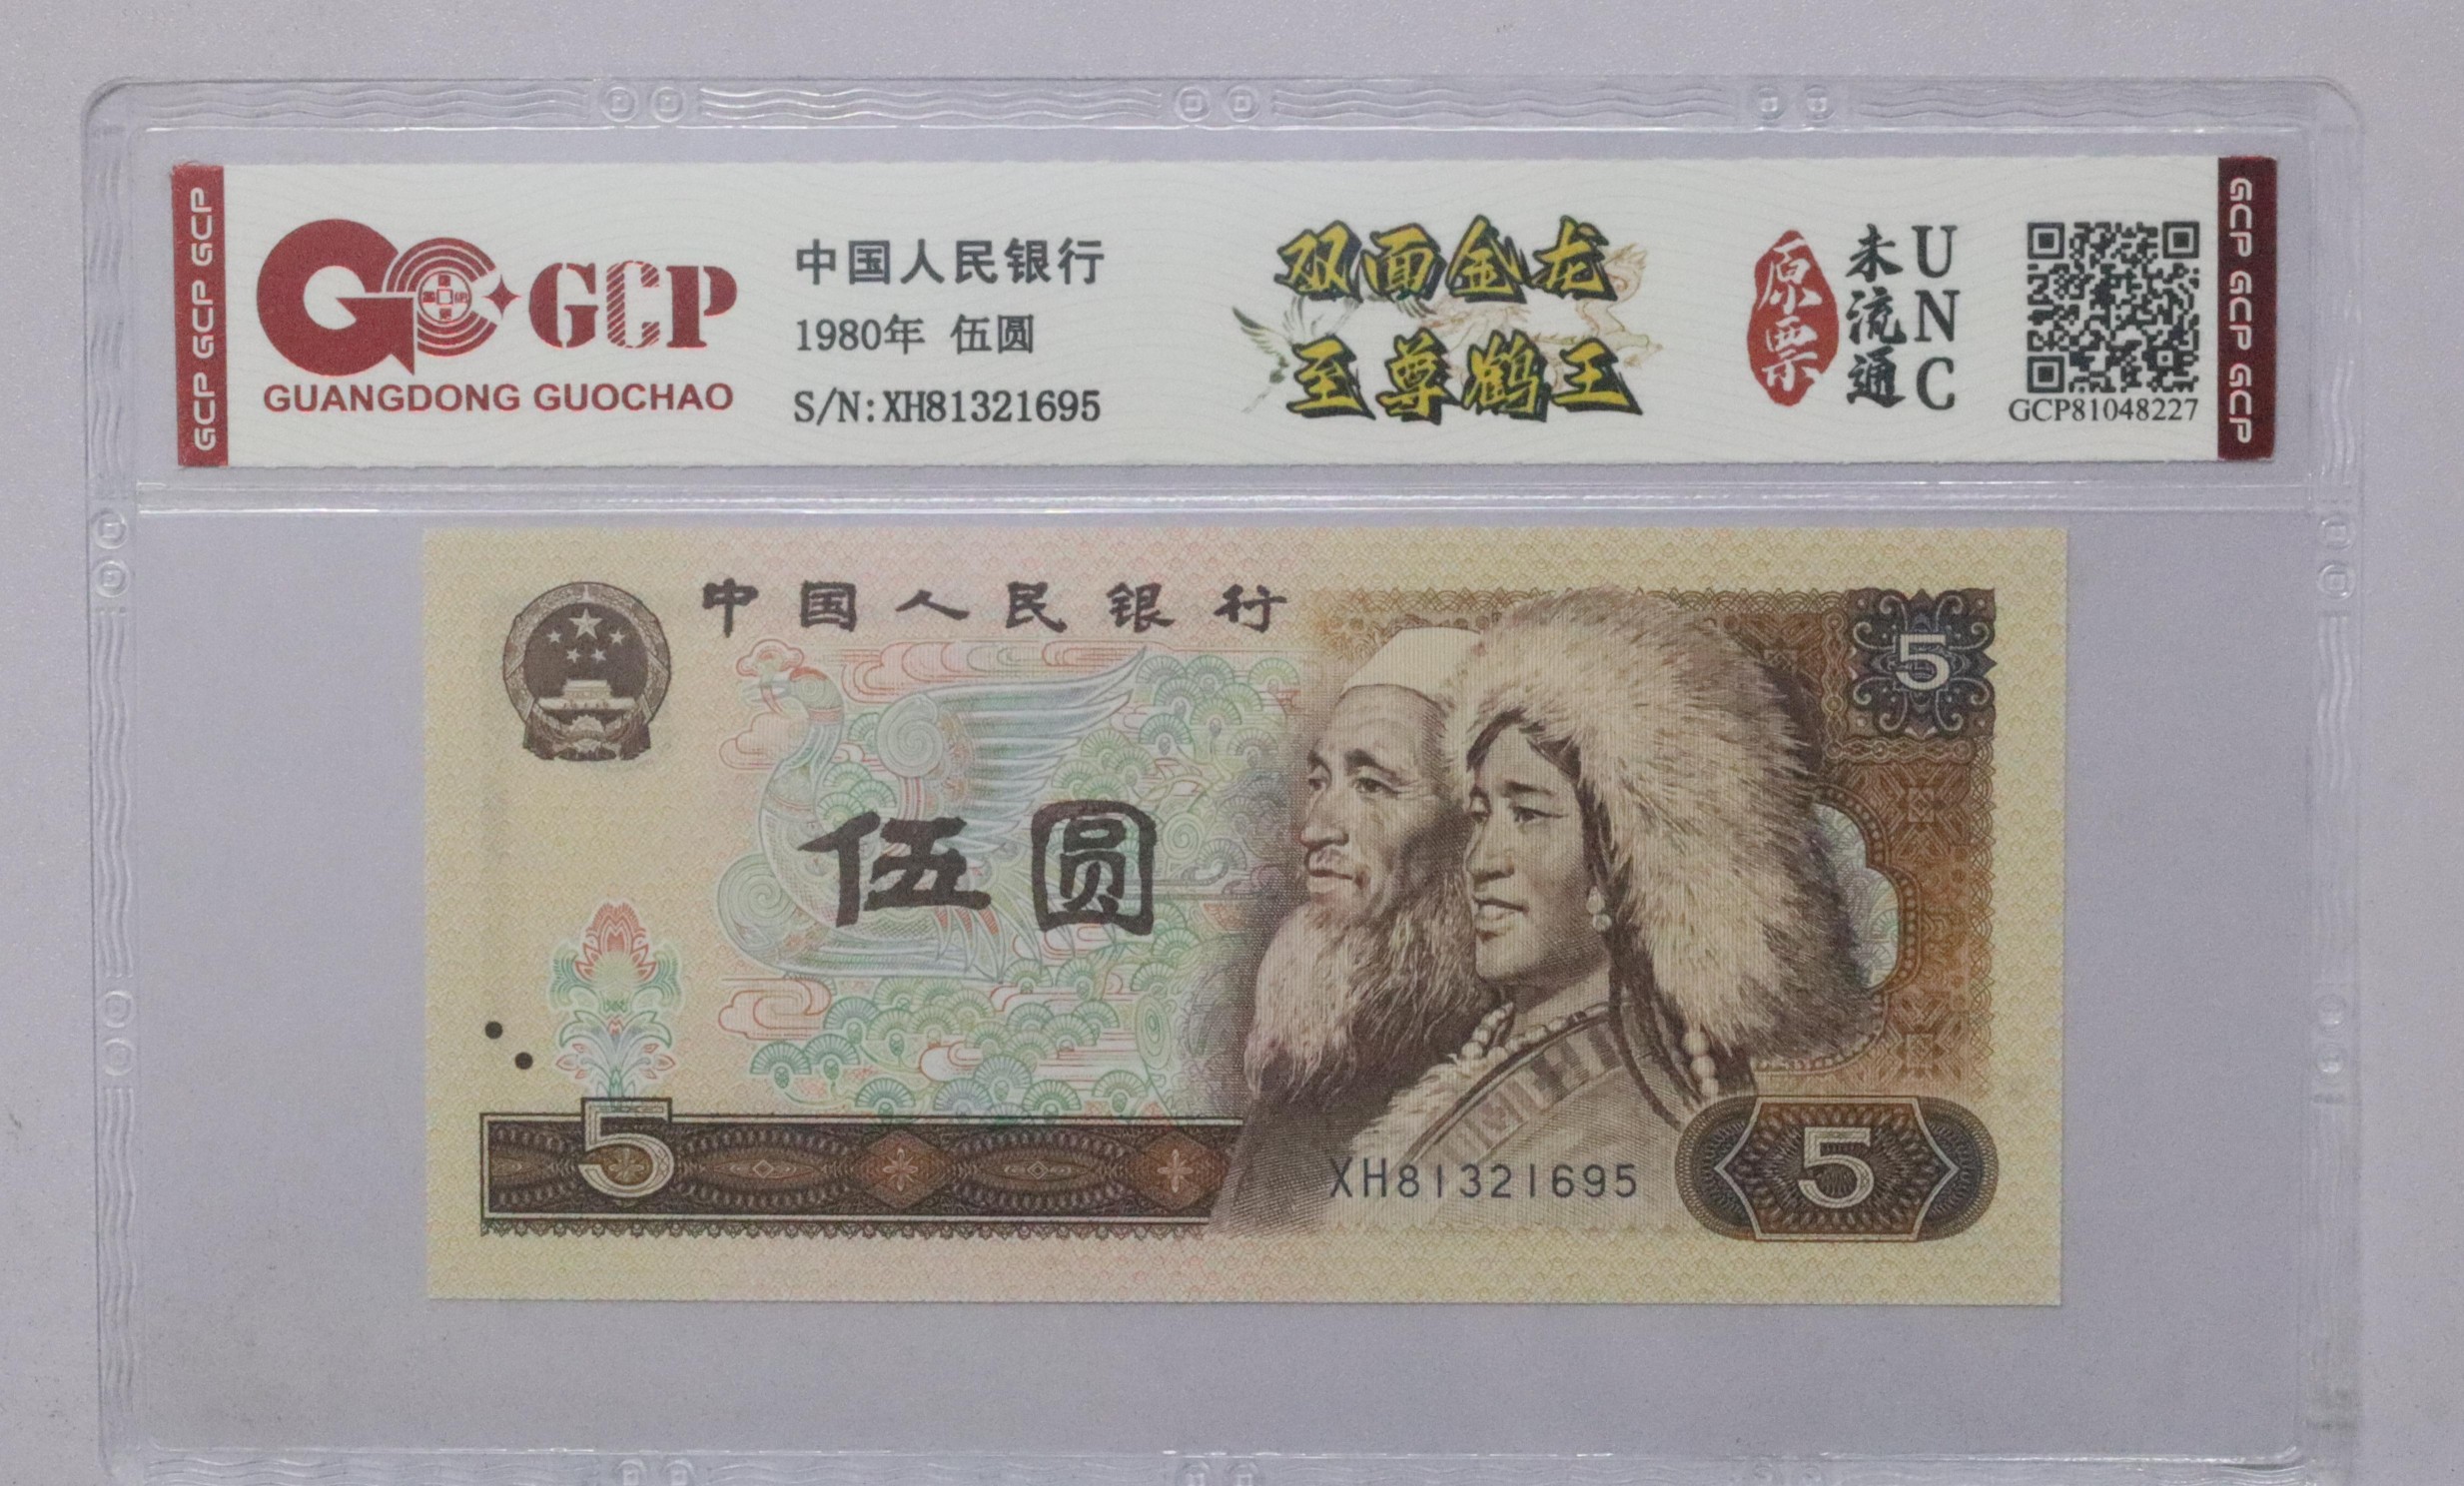 GCP GCP GCP
GCP
GUANGDONG GUOCHAO
中国人民银行
1980年 伍圆
S/N:XH81321695
双面金龙
至尊鹤王
原票
未流通
UNC
GCP81048227
GCP GCP GCP
中国人民银行
5
伍圆
5
XH81321695
5